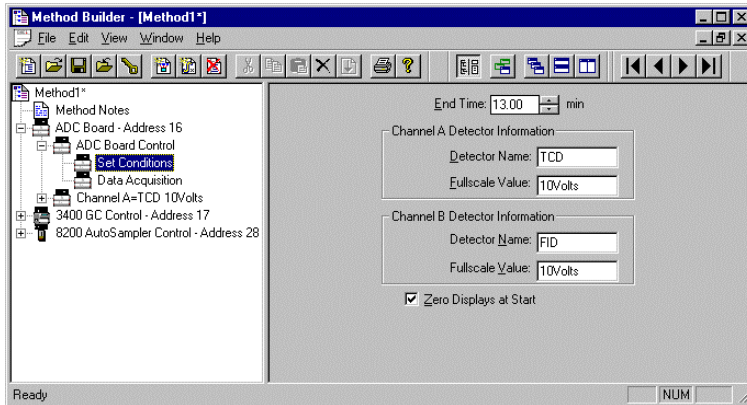 Method Builder - [Method1*]
File Edit View Window Help
Method1*
Method Notes
ADC Board - Address 16
ADC Board Control
Set Conditions
Data Acquisition
Channel A=TCD 10Volts
3400 GC Control - Address 17
8200 AutoSampler Control - Address 28
End Time: 13.00 min
Channel A Detector Information
Detector Name: TCD
Fullscale Value: 10Volts
Channel B Detector Information
Detector Name: FID
Fullscale Value: 10Volts
Zero Displays at Start
Ready NUM